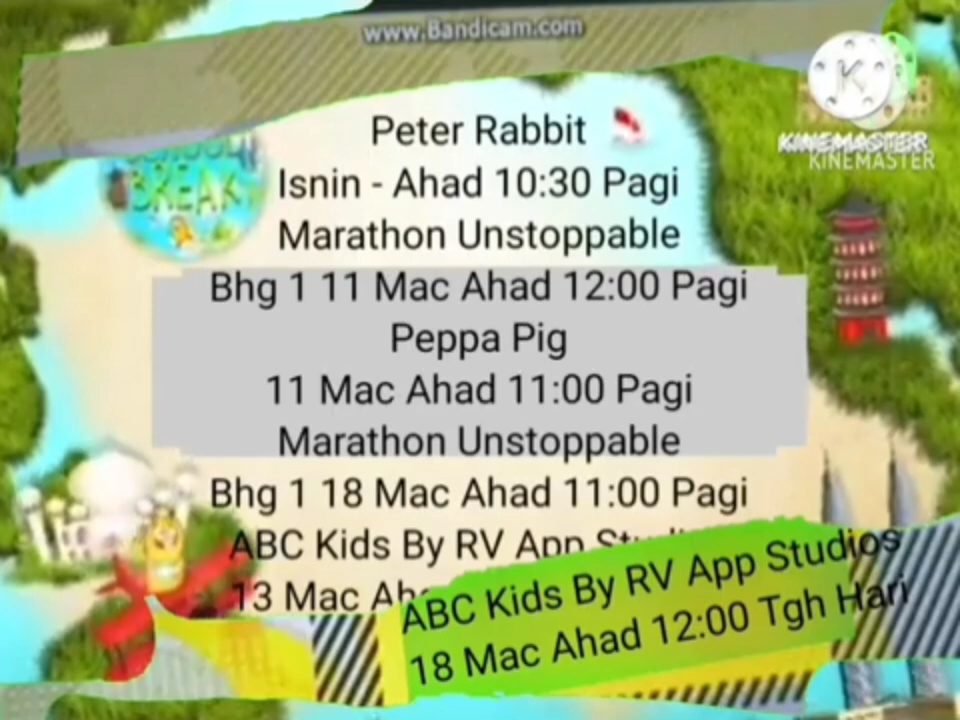 www.Bandicam.com
KINEMASTER
KINEMASTER
Peter Rabbit
BREAK
Isnin - Ahad 10:30 Pagi
Marathon Unstoppable
Bhg 1 11 Mac Ahad 12:00 Pagi
Peppa Pig
11 Mac Ahad 11:00 Pagi
Marathon Unstoppable
Bhg 1 18 Mac Ahad 11:00 Pagi
ABC Kids By RV App
13 Mac
ABC Kids By RV App Studios
18 Mac Ahad 12:00 Tgh Hari